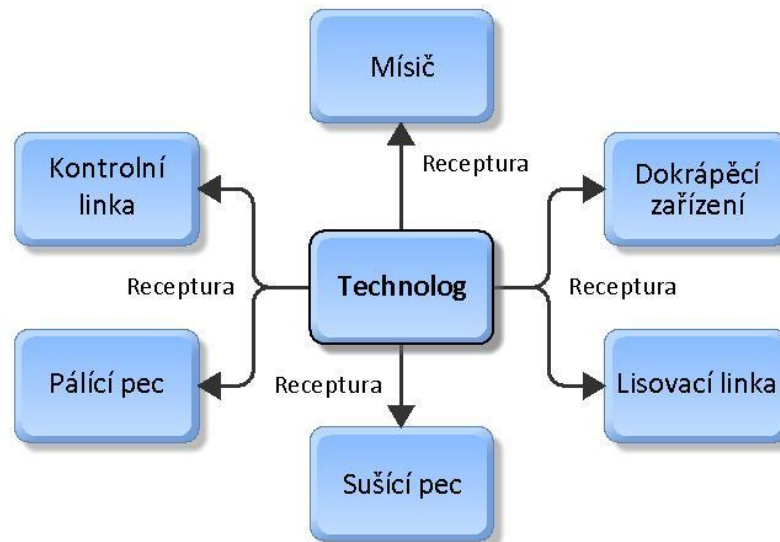 Mísič
Receptura
Kontrolní
linka
Dokrápěcí
zařízení
Receptura
Technolog
Receptura
Pálící pec
Receptura
Lisovací linka
Sušící pec